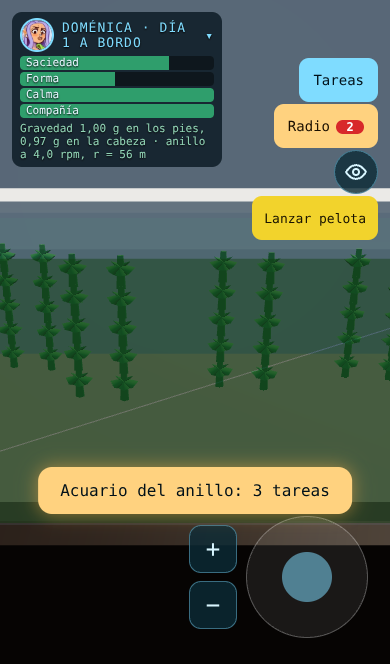 DOMÉNICA · DÍA
1 A BORDO
▾
Saciedad
Forma
Calma
Compañía
Gravedad 1,00 g en los pies,
0,97 g en la cabeza · anillo
a 4,0 rpm, r = 56 m
Tareas
Radio 2
Lanzar pelota
Acuario del anillo: 3 tareas
+
−